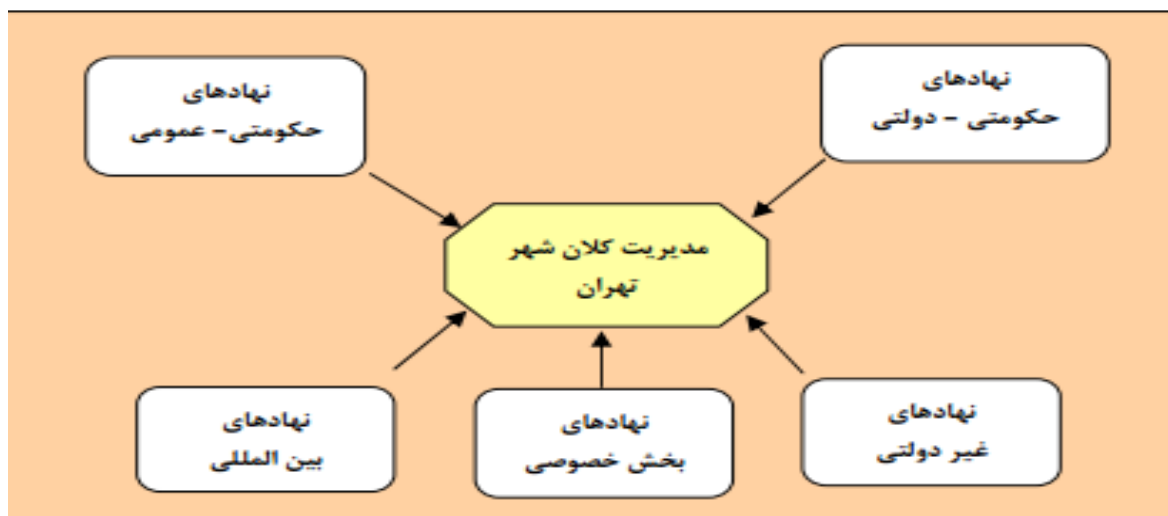 نهادهای
حکومتی - دولتی
نهادهای
حکومتی- عمومی
مدیریت کلان شهر
تهران
نهادهای
غیر دولتی
نهادهای
بخش خصوصی
نهادهای
بین المللی